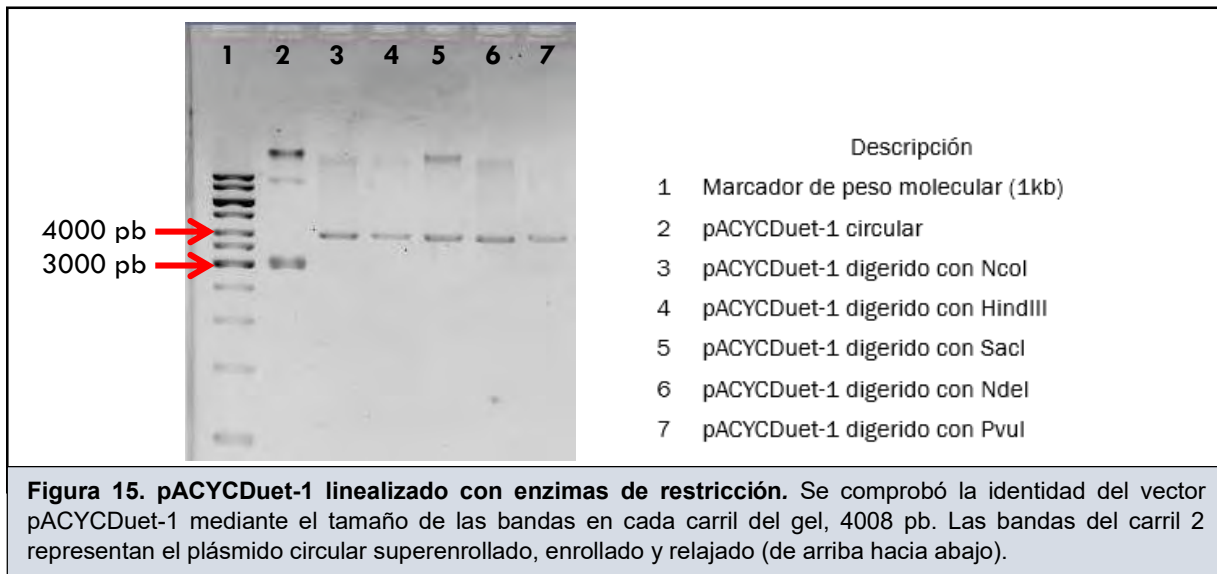 1 2 3 4 5 6 7
4000 pb
3000 pb
Descripción
1 Marcador de peso molecular (1kb)
2 pACYCDuet-1 circular
3 pACYCDuet-1 digerido con NcoI
4 pACYCDuet-1 digerido con HindIII
5 pACYCDuet-1 digerido con SacI
6 pACYCDuet-1 digerido con NdeI
7 pACYCDuet-1 digerido con PvuI
Figura 15. pACYCDuet-1 linealizado con enzimas de restricción. Se comprobó la identidad del vector
pACYCDuet-1 mediante el tamaño de las bandas en cada carril del gel, 4008 pb. Las bandas del carril 2
representan el plásmido circular superenrollado, enrollado y relajado (de arriba hacia abajo).